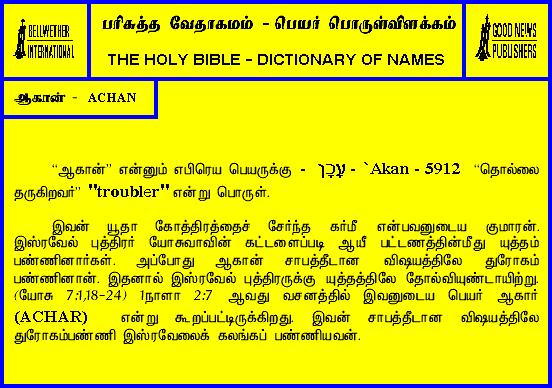 BELLWETHER
INTERNATIONAL
பரிசுத்த வேதாகமம் - பெயர் பொருள்விளக்கம்
THE HOLY BIBLE - DICTIONARY OF NAMES
GOOD NEWS
PUBLISHERS
ஆகான் - ACHAN
“ஆகான்” என்னும் எபிரெய பெயருக்கு - עָכָן - `Akan - 5912 “தொல்லை
தருகிறவர்” "troubler" என்று பொருள்.
இவன் யூதா கோத்திரத்தைச் சேர்ந்த கர்மீ என்பவனுடைய குமாரன்.
இஸ்ரவேல் புத்திரர் யோசுவாவின் கட்டளைப்படி ஆயீ பட்டணத்தின்மீது யுத்தம்
பண்ணினார்கள். அப்போது ஆகான் சாபத்தீடான விஷயத்திலே துரோகம்
பண்ணினான். இதனால் இஸ்ரவேல் புத்திரருக்கு யுத்தத்திலே தோல்வியுண்டாயிற்று.
(யோசு 7:1,18-24) 1நாளா 2:7 ஆவது வசனத்தில் இவனுடைய பெயர் ஆகார்
(ACHAR) என்று கூறப்பட்டிருக்கிறது. இவன் சாபத்தீடான விஷயத்திலே
துரோகம்பண்ணி இஸ்ரவேலைக் கலங்கப் பண்ணியவன்.